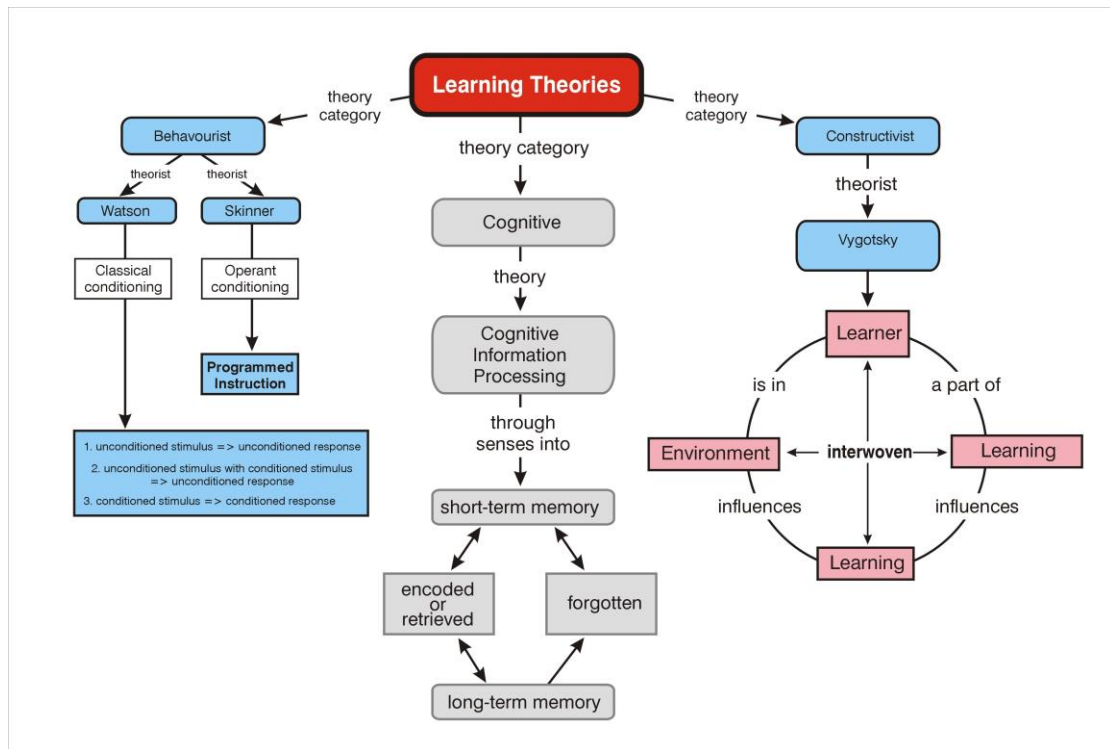 Learning Theories
theory
category
theory category
theory
category
Behavourist
theorist
theorist
Watson
Skinner
Classical
conditioning
Operant
conditioning
Programmed
Instruction
1. unconditioned stimulus => unconditioned response
2. unconditioned stimulus with conditioned stimulus
=> unconditioned response
3. conditioned stimulus => conditioned response
Cognitive
theory
Cognitive
Information
Processing
through
senses into
short-term memory
encoded
or
retrieved
forgotten
long-term memory
Constructivist
theorist
Vygotsky
Learner
is in
a part of
Environment
interwoven
Learning
influences
influences
Learning